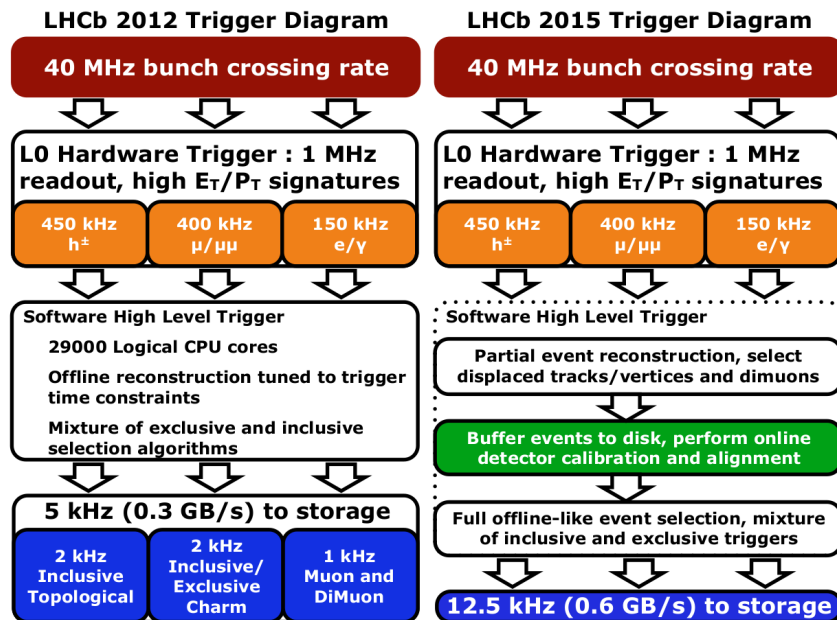 LHCb 2012 Trigger Diagram
40 MHz bunch crossing rate
L0 Hardware Trigger : 1 MHz
readout, high ET/PT signatures
450 kHz
h±
400 kHz
μ/μμ
150 kHz
e/γ
Software High Level Trigger
29000 Logical CPU cores
Offline reconstruction tuned to trigger
time constraints
Mixture of exclusive and inclusive
selection algorithms
5 kHz (0.3 GB/s) to storage
2 kHz
Inclusive
Topological
2 kHz
Inclusive/
Exclusive
Charm
1 kHz
Muon and
DiMuon
LHCb 2015 Trigger Diagram
40 MHz bunch crossing rate
L0 Hardware Trigger : 1 MHz
readout, high ET/PT signatures
450 kHz
h±
400 kHz
μ/μμ
150 kHz
e/γ
Software High Level Trigger
Partial event reconstruction, select
displaced tracks/vertices and dimuons
Buffer events to disk, perform online
detector calibration and alignment
Full offline-like event selection, mixture
of inclusive and exclusive triggers
12.5 kHz (0.6 GB/s) to storage